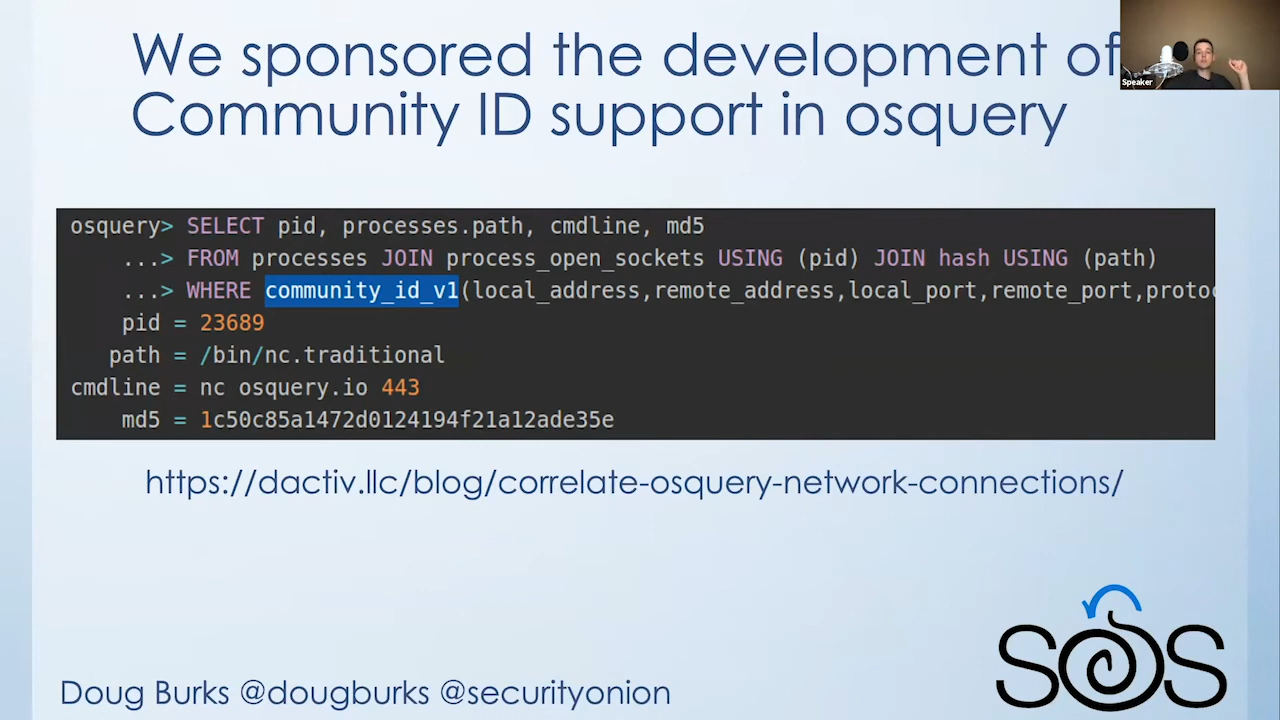 We sponsored the development of
Community ID support in osquery
Speaker
osquery> SELECT pid, processes.path, cmdline, md5
...> FROM processes JOIN process_open_sockets USING (pid) JOIN hash USING (path)
...> WHERE community_id_v1(local_address,remote_address,local_port,remote_port,protoc
pid = 23689
path = /bin/nc.traditional
cmdline = nc osquery.io 443
md5 = 1c50c85a1472d0124194f21a12ade35e
https://dactiv.llc/blog/correlate-osquery-network-connections/
SOS
Doug Burks @dougburks @securityonion